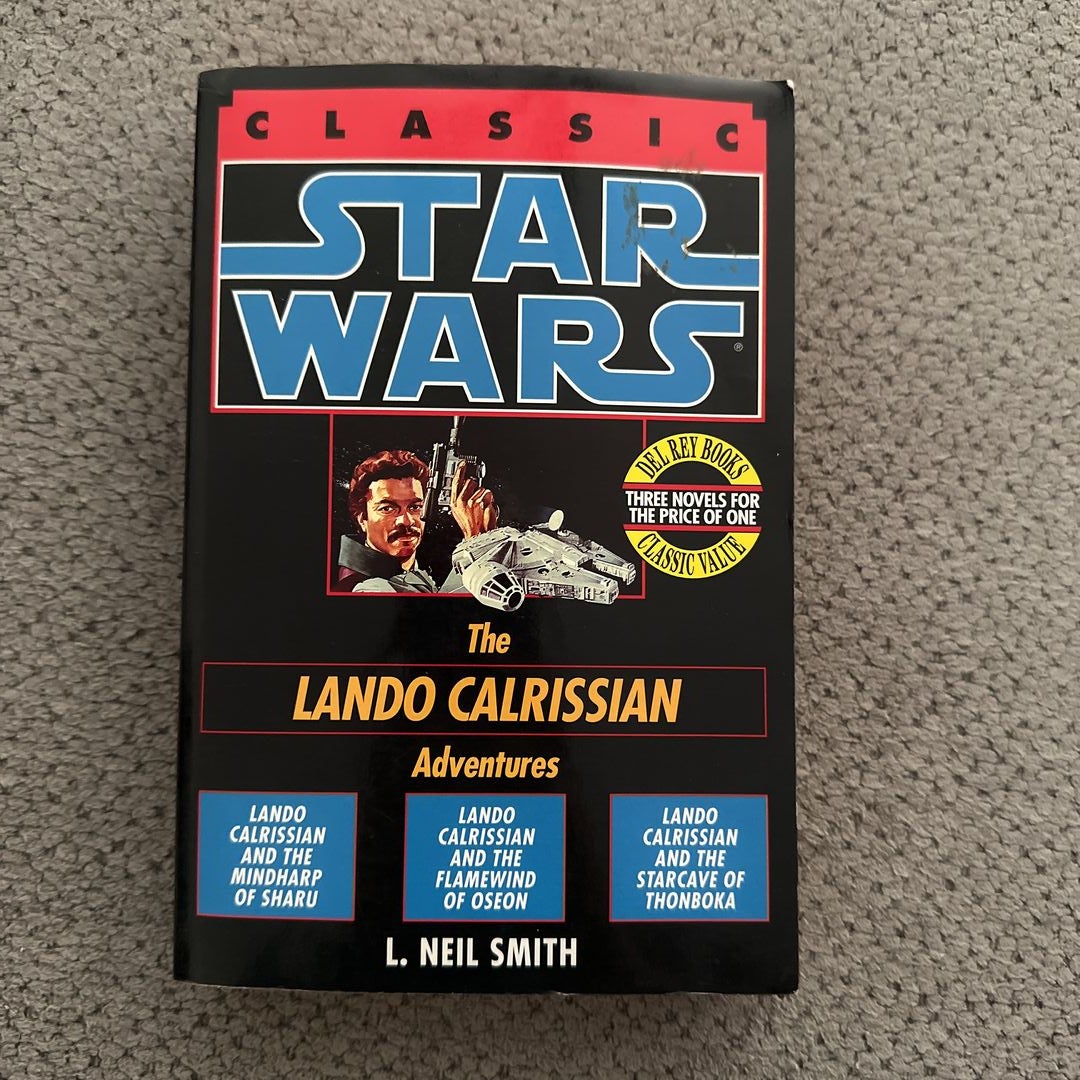 CLASSIC
STAR
WARS®
DEL REY BOOKS
THREE NOVELS FOR
THE PRICE OF ONE
CLASSIC VALUE
The
LANDO CALRISSIAN
Adventures
LANDO
CALRISSIAN
AND THE
MINDHARP
OF SHARU
LANDO
CALRISSIAN
AND THE
FLAMEWIND
OF OSEON
LANDO
CALRISSIAN
AND THE
STARCAVE OF
THONBOKA
L. NEIL SMITH